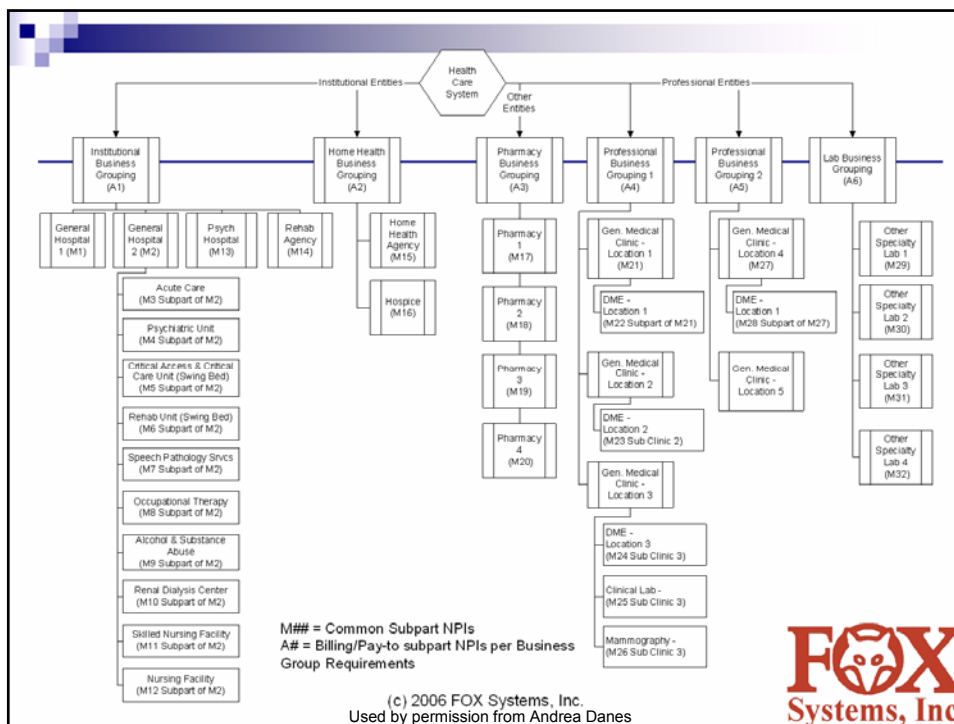 Health
Care
System
Institutional Entities
Other
Entities
Professional Entities
Institutional
Business
Grouping
(A1)
Home Health
Business
Grouping
(A2)
Pharmacy
Business
Grouping
(A3)
Professional
Business
Grouping 1
(A4)
Professional
Business
Grouping 2
(A5)
Lab Business
Grouping
(A6)
General
Hospital
1 (M1)
General
Hospital
2 (M2)
Psych
Hospital
(M13)
Rehab
Agency
(M14)
Acute Care
(M3 Subpart of M2)
Psychiatric Unit
(M4 Subpart of M2)
Critical Access & Critical
Care Unit (Swing Bed)
(M5 Subpart of M2)
Rehab Unit (Swing Bed)
(M6 Subpart of M2)
Speech Pathology Srvcs
(M7 Subpart of M2)
Occupational Therapy
(M8 Subpart of M2)
Alcohol & Substance
Abuse
(M9 Subpart of M2)
Renal Dialysis Center
(M10 Subpart of M2)
Skilled Nursing Facility
(M11 Subpart of M2)
Nursing Facility
(M12 Subpart of M2)
Home
Health
Agency
(M15)
Hospice
(M16)
Pharmacy
1
(M17)
Pharmacy
2
(M18)
Pharmacy
3
(M19)
Pharmacy
4
(M20)
Gen. Medical
Clinic -
Location 1
(M21)
DME -
Location 1
(M22 Subpart of M21)
Gen. Medical
Clinic -
Location 2
DME -
Location 2
(M23 Sub Clinic 2)
Gen. Medical
Clinic -
Location 3
DME -
Location 3
(M24 Sub Clinic 3)
Clinical Lab -
(M25 Sub Clinic 3)
Mammography -
(M26 Sub Clinic 3)
Gen. Medical
Clinic -
Location 4
(M27)
DME -
Location 1
(M28 Subpart of M27)
Gen. Medical
Clinic -
Location 5
Other
Specialty
Lab 1
(M29)
Other
Specialty
Lab 2
(M30)
Other
Specialty
Lab 3
(M31)
Other
Specialty
Lab 4
(M32)
M## = Common Subpart NPIs
A# = Billing/Pay-to subpart NPIs per Business
Group Requirements
(c) 2006 FOX Systems, Inc.
Used by permission from Andrea Danes
FOX
Systems, Inc